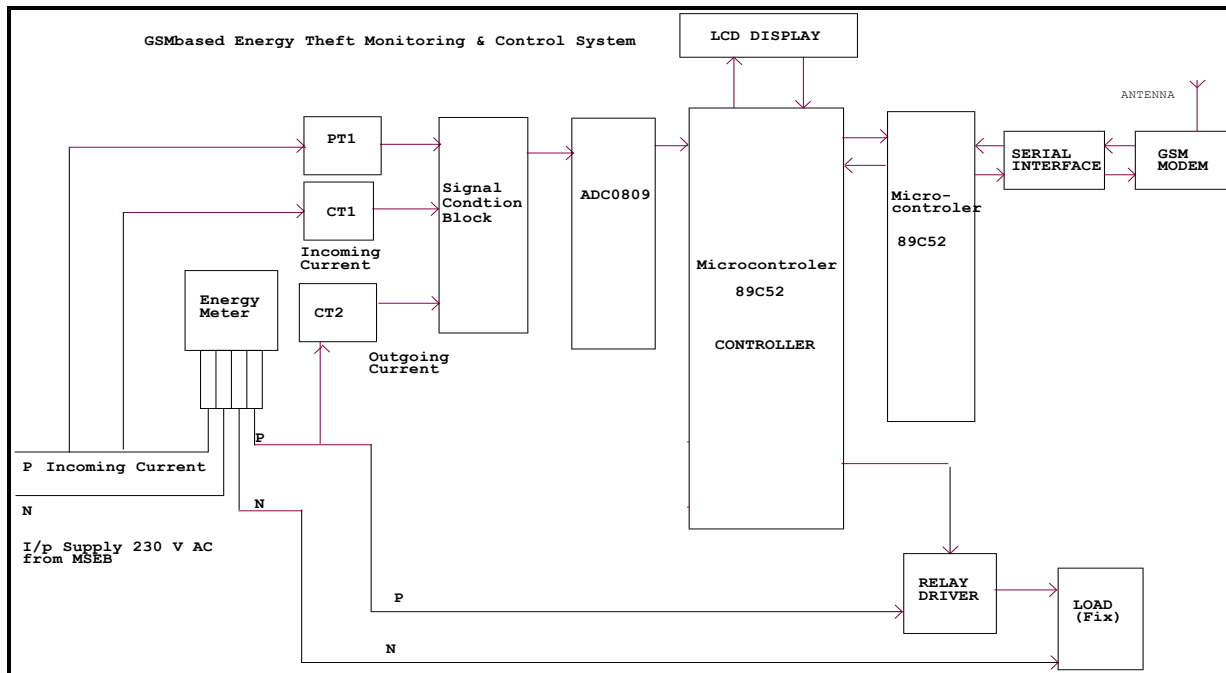 GSMbased Energy Theft Monitoring & Control System
LCD DISPLAY
ANTENNA
PT1
CT1
Incoming
Current
Signal
Condtion
Block
ADC0809
Microcontroler
89C52
CONTROLLER
Micro-
controler
89C52
SERIAL
INTERFACE
GSM
MODEM
Energy
Meter
CT2
Outgoing
Current
P
P Incoming Current
N
N
I/p Supply 230 V AC
from MSEB
P
N
RELAY
DRIVER
LOAD
(Fix)